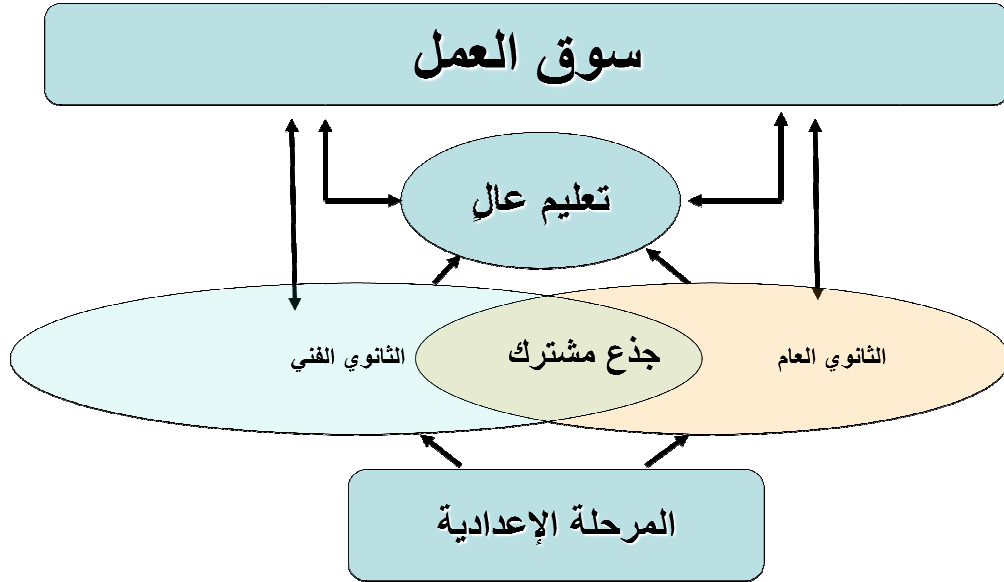 سوق العمل
تعليم عالٍ
الثانوي العام
جذع مشترك
الثانوي الفني
المرحلة الإعدادية